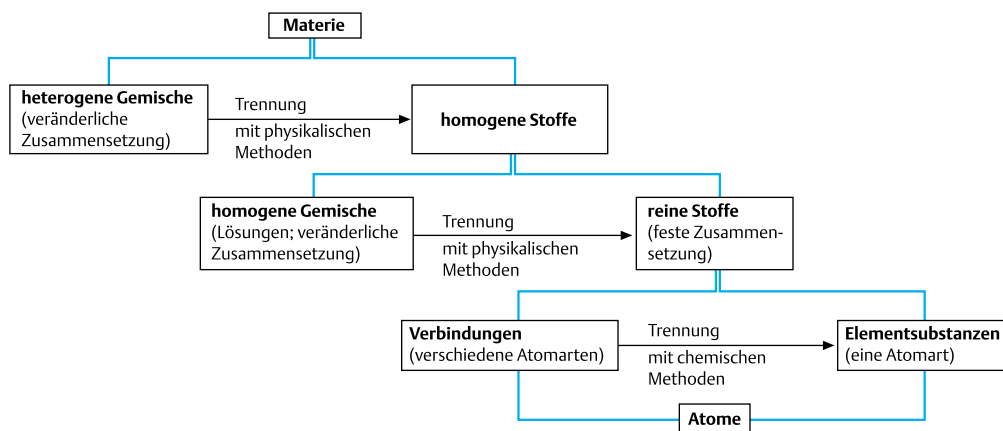 Materie
heterogene Gemische
(veränderliche
Zusammensetzung)
Trennung
mit physikalischen
Methoden
homogene Stoffe
homogene Gemische
(Lösungen; veränderliche
Zusammensetzung)
Trennung
mit physikalischen
Methoden
reine Stoffe
(feste Zusammen-
setzung)
Verbindungen
(verschiedene Atomarten)
Trennung
mit chemischen
Methoden
Elementsubstanzen
(eine Atomart)
Atome